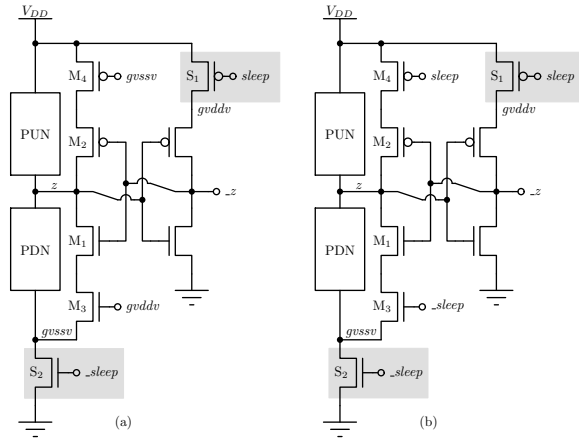 V_DD
M4 gvssv
S1 sleep
gvddv
PUN
M2
z
_z
PDN
M1
M3 gvddv
gvssv
S2 _sleep
(a)
V_DD
M4 sleep
S1 sleep
gvddv
PUN
M2
z
_z
PDN
M1
M3 _sleep
gvssv
S2 _sleep
(b)